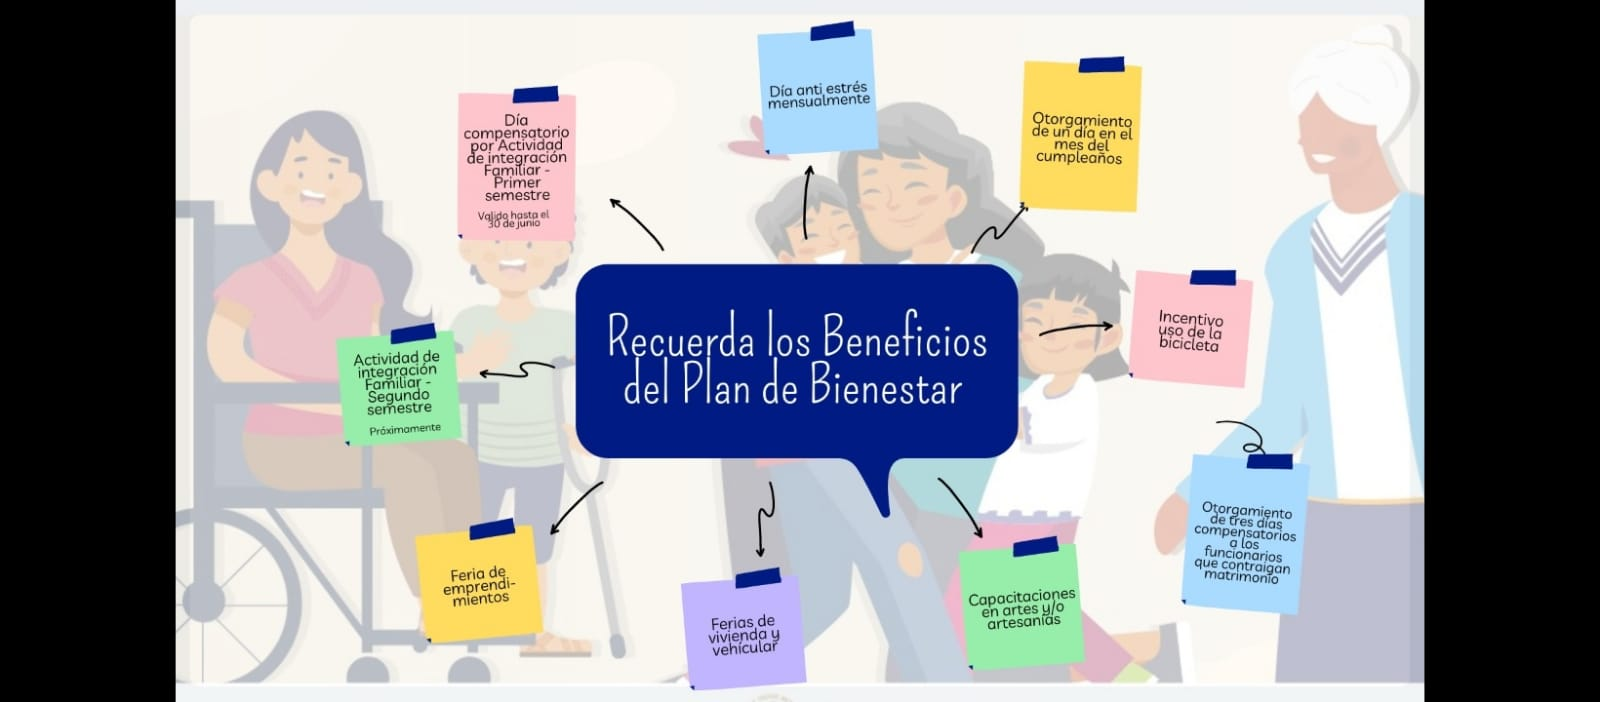 Día anti estrés
mensualmente
Otorgamiento
de un día en el
mes del
cumpleaños
Día
compensatorio
por Actividad
de integración
Familiar -
Primer
semestre
Valido hasta el
30 de junio
Recuerda los Beneficios
del Plan de Bienestar
Incentivo
uso de la
bicicleta
Actividad de
integración
Familiar -
Segundo
semestre
Próximamente
Otorgamiento
de tres días
compensatorios
a los
funcionarios
que contraigan
matrimonio
Feria de
emprendi-
mientos
Ferias de
vivienda y
vehícular
Capacitaciones
en artes y/o
artesanías